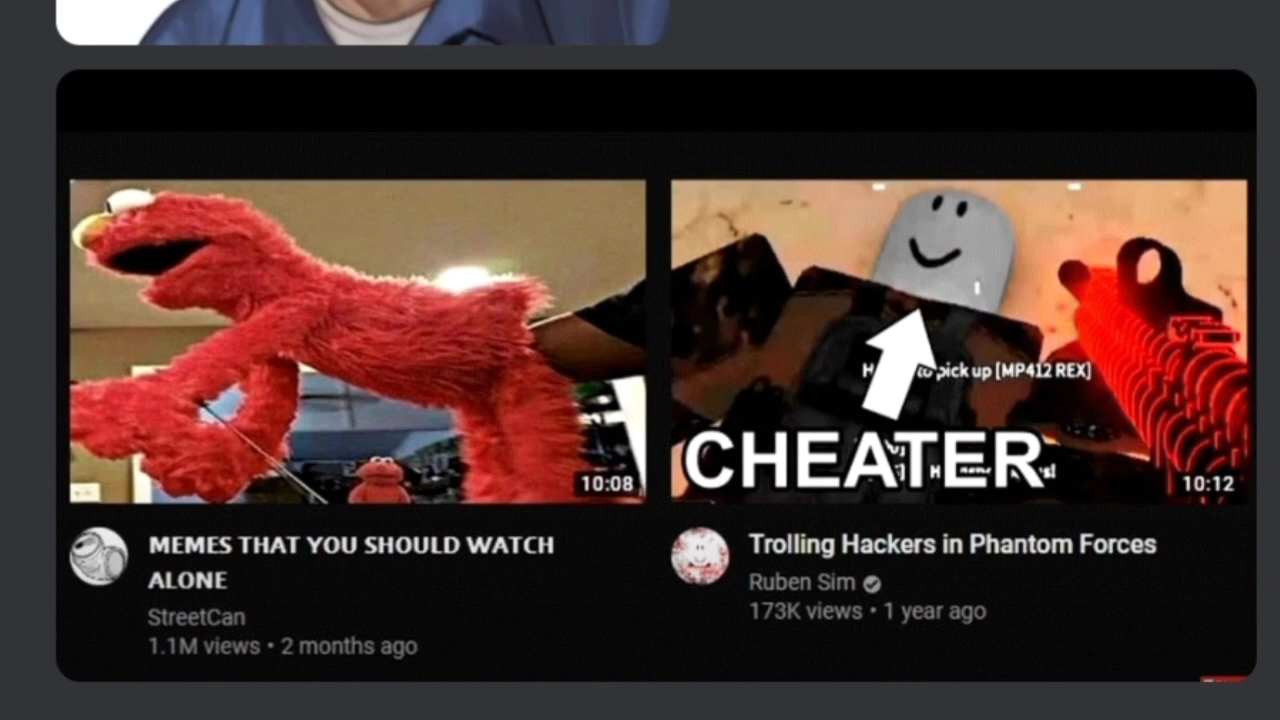 to pick up [MP412 REX]
CHEATER
10:08
10:12
MEMES THAT YOU SHOULD WATCH
ALONE
StreetCan
1.1M views • 2 months ago
Trolling Hackers in Phantom Forces
Ruben Sim
173K views • 1 year ago